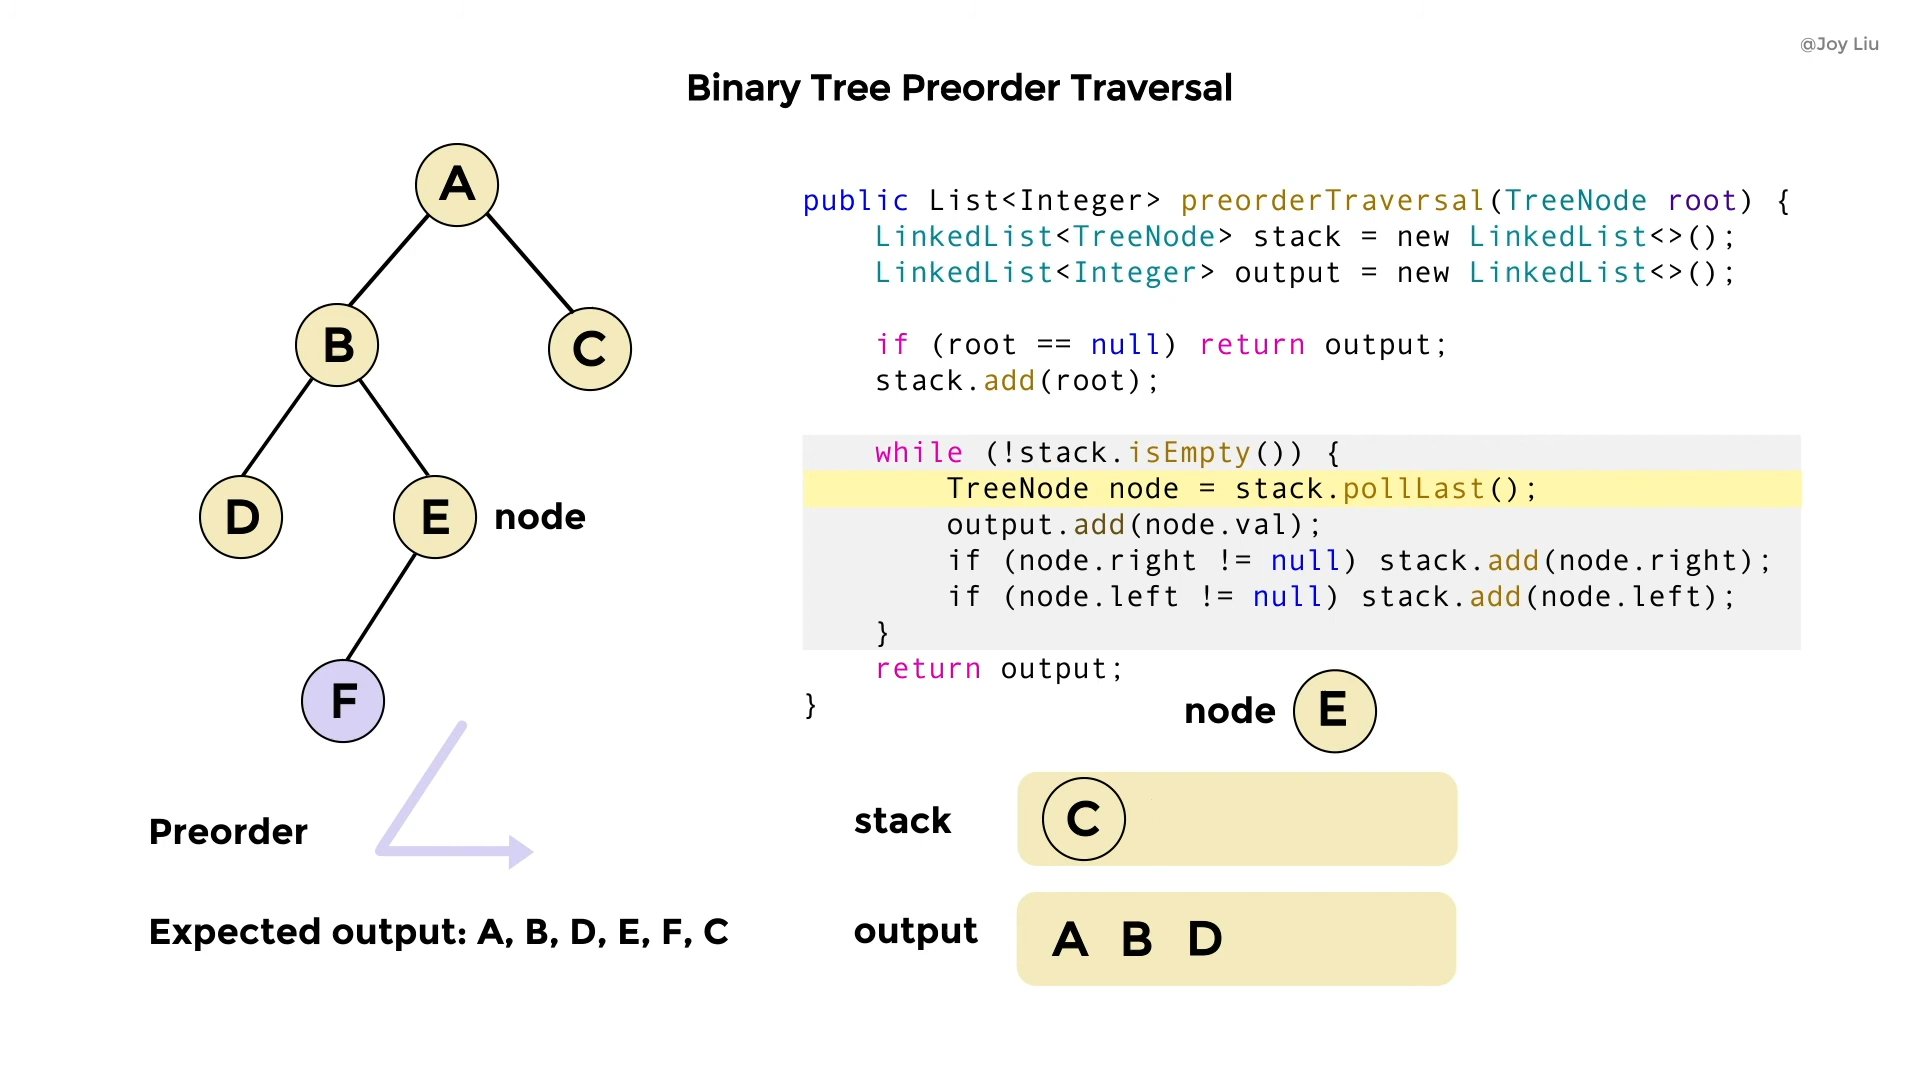 @Joy Liu
Binary Tree Preorder Traversal
A
B
C
D
E node
F
Preorder
Expected output: A, B, D, E, F, C
public List<Integer> preorderTraversal(TreeNode root) {
    LinkedList<TreeNode> stack = new LinkedList<>();
    LinkedList<Integer> output = new LinkedList<>();
    if (root == null) return output;
    stack.add(root);
    while (!stack.isEmpty()) {
        TreeNode node = stack.pollLast();
        output.add(node.val);
        if (node.right != null) stack.add(node.right);
        if (node.left != null) stack.add(node.left);
    }
    return output;
}
node E
stack C
output A B D